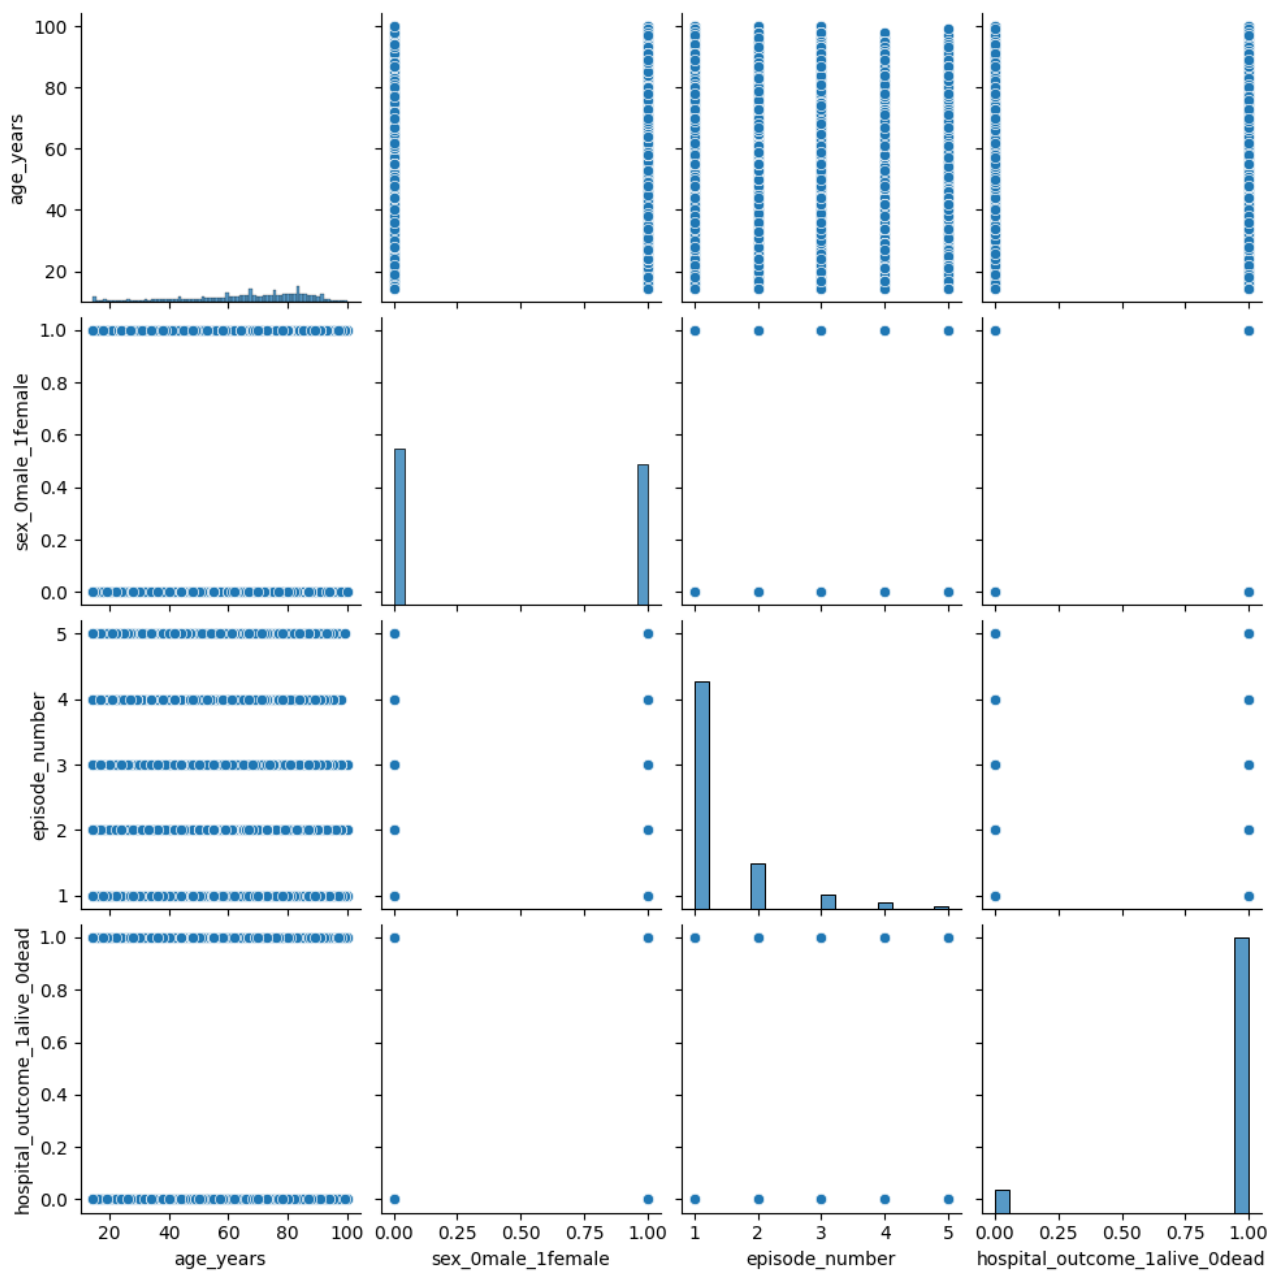 100
80
60
40
20
age_years
1.0
0.8
0.6
0.4
0.2
0.0
sex_0male_1female
5
4
3
2
1
episode_number
1.0
0.8
0.6
0.4
0.2
0.0
hospital_outcome_1alive_0dead
20 40 60 80 100
age_years
0.00 0.25 0.50 0.75 1.00
sex_0male_1female
1 2 3 4 5
episode_number
0.00 0.25 0.50 0.75 1.00
hospital_outcome_1alive_0dead